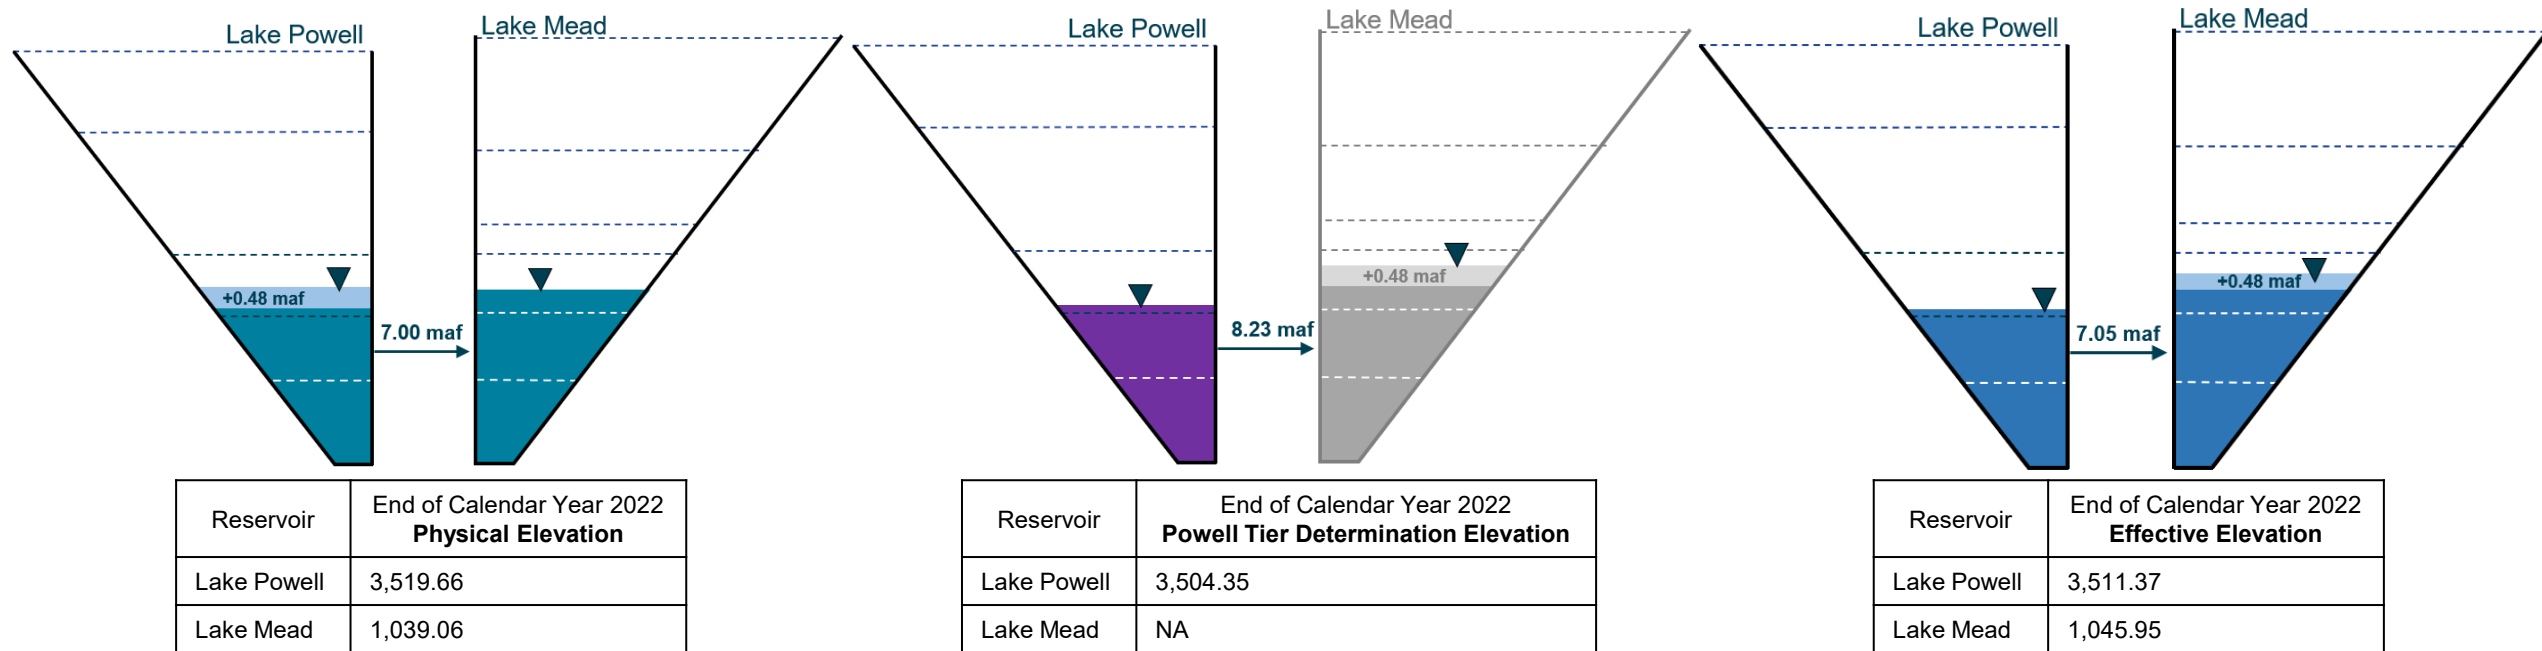 Lake Powell
Lake Mead
+0.48 maf
7.00 maf
Reservoir
End of Calendar Year 2022
Physical Elevation
Lake Powell
3,519.66
Lake Mead
1,039.06
Lake Powell
Lake Mead
+0.48 maf
8.23 maf
Reservoir
End of Calendar Year 2022
Powell Tier Determination Elevation
Lake Powell
3,504.35
Lake Mead
NA
Lake Powell
Lake Mead
+0.48 maf
7.05 maf
Reservoir
End of Calendar Year 2022
Effective Elevation
Lake Powell
3,511.37
Lake Mead
1,045.95